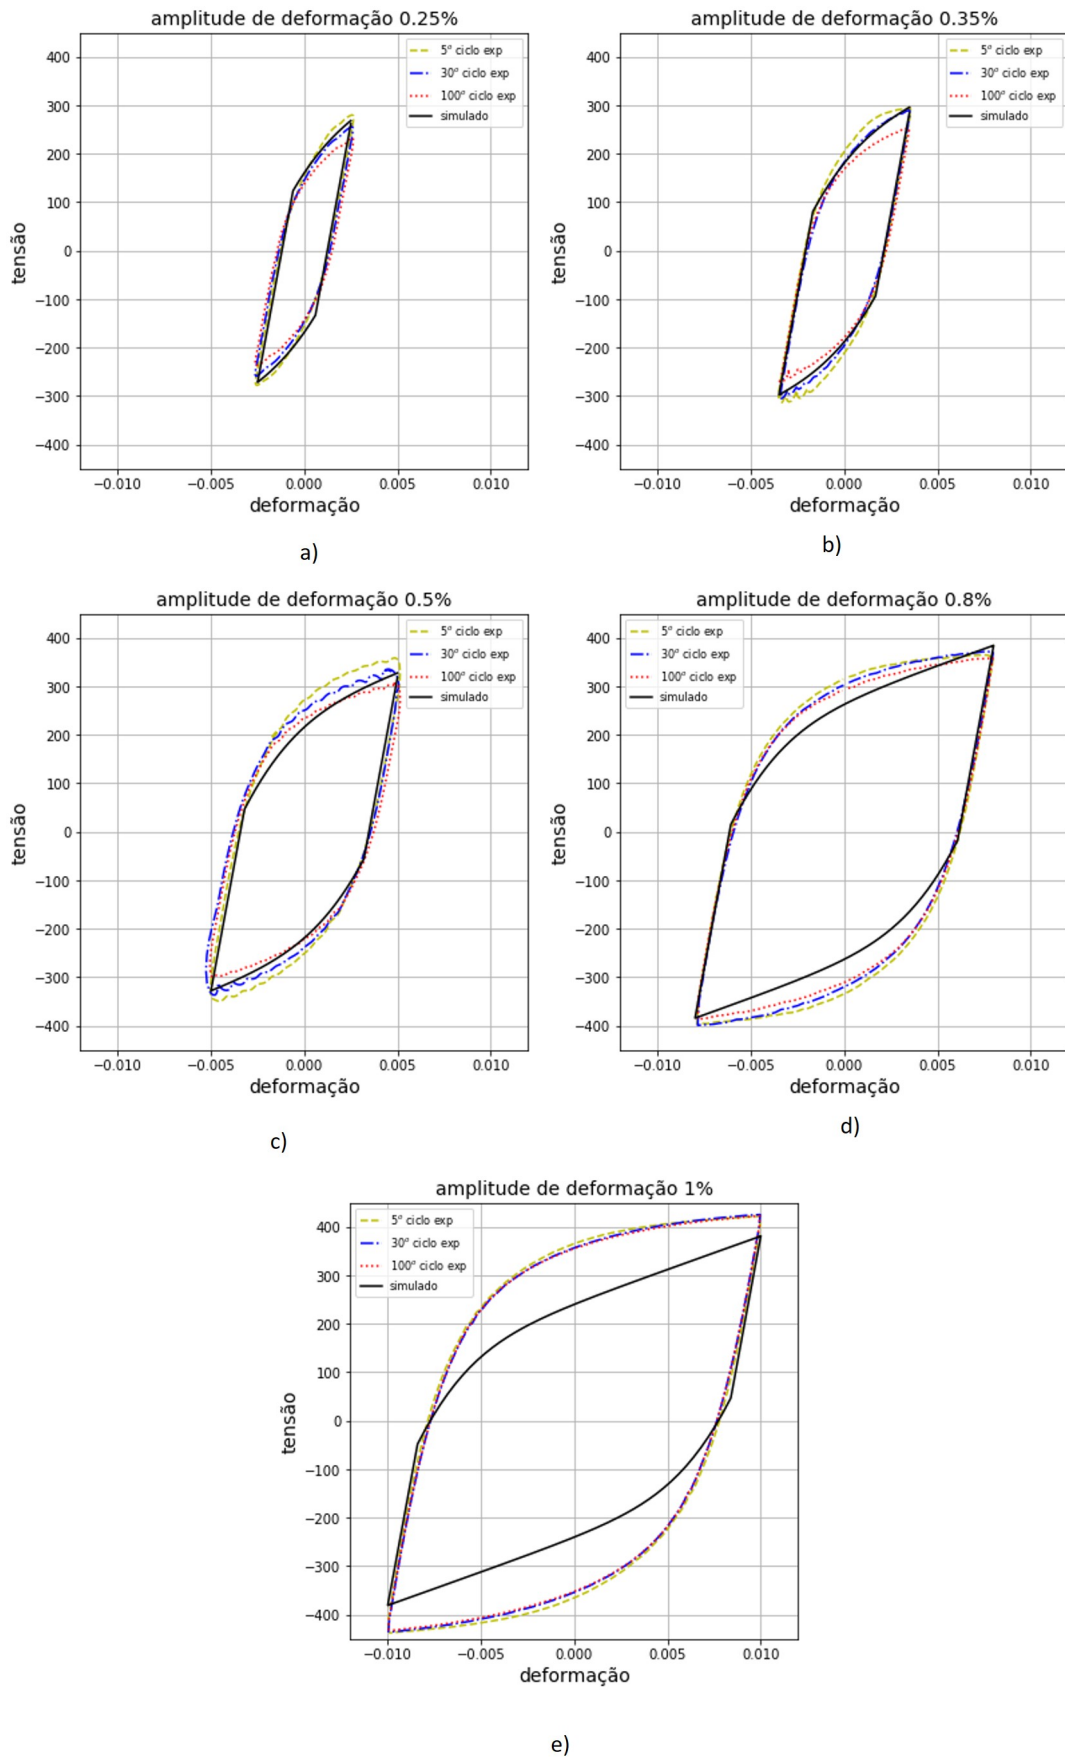 amplitude de deformação 0.25%
5º ciclo exp
30º ciclo exp
100º ciclo exp
simulado
400
300
200
100
0
−100
−200
−300
−400
tensão
−0.010 −0.005 0.000 0.005 0.010
deformação
a)
amplitude de deformação 0.35%
5º ciclo exp
30º ciclo exp
100º ciclo exp
simulado
400
300
200
100
0
−100
−200
−300
−400
tensão
−0.010 −0.005 0.000 0.005 0.010
deformação
b)
amplitude de deformação 0.5%
5º ciclo exp
30º ciclo exp
100º ciclo exp
simulado
400
300
200
100
0
−100
−200
−300
−400
tensão
−0.010 −0.005 0.000 0.005 0.010
deformação
c)
amplitude de deformação 0.8%
5º ciclo exp
30º ciclo exp
100º ciclo exp
simulado
400
300
200
100
0
−100
−200
−300
−400
tensão
−0.010 −0.005 0.000 0.005 0.010
deformação
d)
amplitude de deformação 1%
5º ciclo exp
30º ciclo exp
100º ciclo exp
simulado
400
300
200
100
0
−100
−200
−300
−400
tensão
−0.010 −0.005 0.000 0.005 0.010
deformação
e)